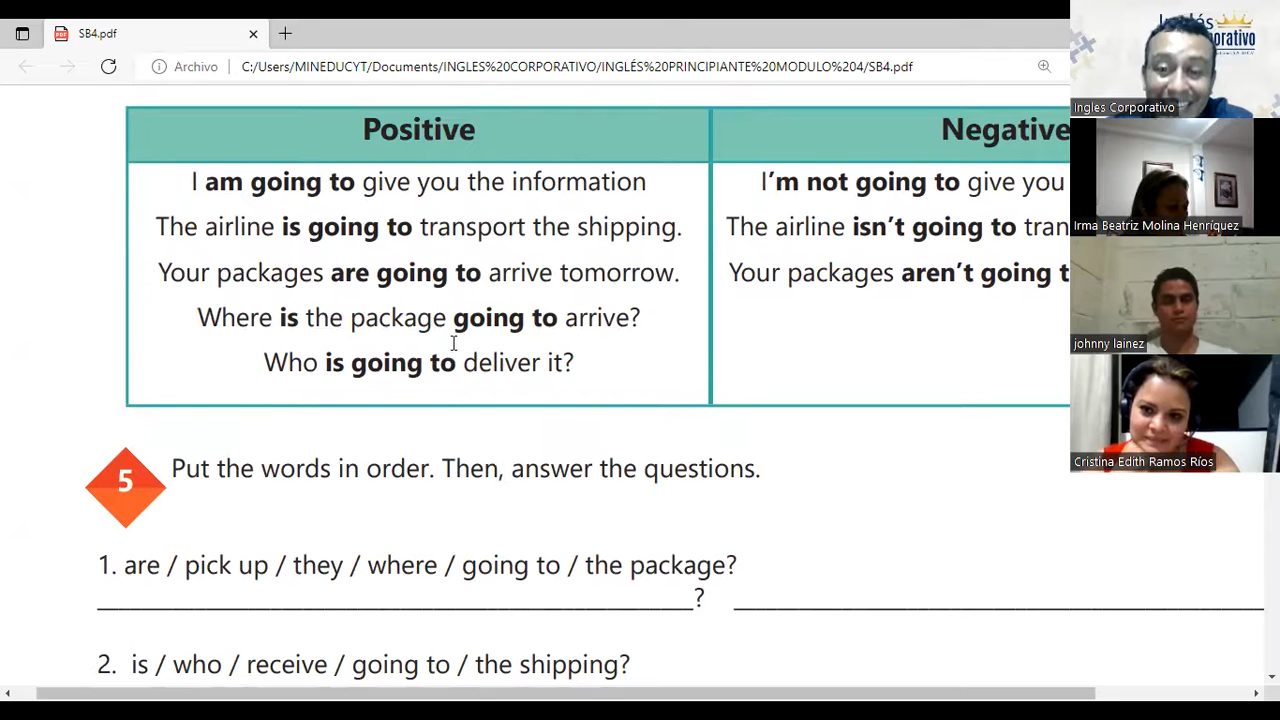 SB4.pdf
Archivo C:/Users/MINEDUCYT/Documents/INGLES%20CORPORATIVO/INGLÉS%20PRINCIPIANTE%20MODULO%204/SB4.pdf
Inglés
Ingles Corporativo
Irma Beatriz Molina Henríquez
johnny lainez
Cristina Edith Ramos Ríos
Positive
I am going to give you the information
The airline is going to transport the shipping.
Your packages are going to arrive tomorrow.
Where is the package going to arrive?
Who is going to deliver it?
Negative
I'm not going to give you
The airline isn't going to tran
Your packages aren't going t
5 Put the words in order. Then, answer the questions.
1. are / pick up / they / where / going to / the package?
?
2. is / who / receive / going to / the shipping?